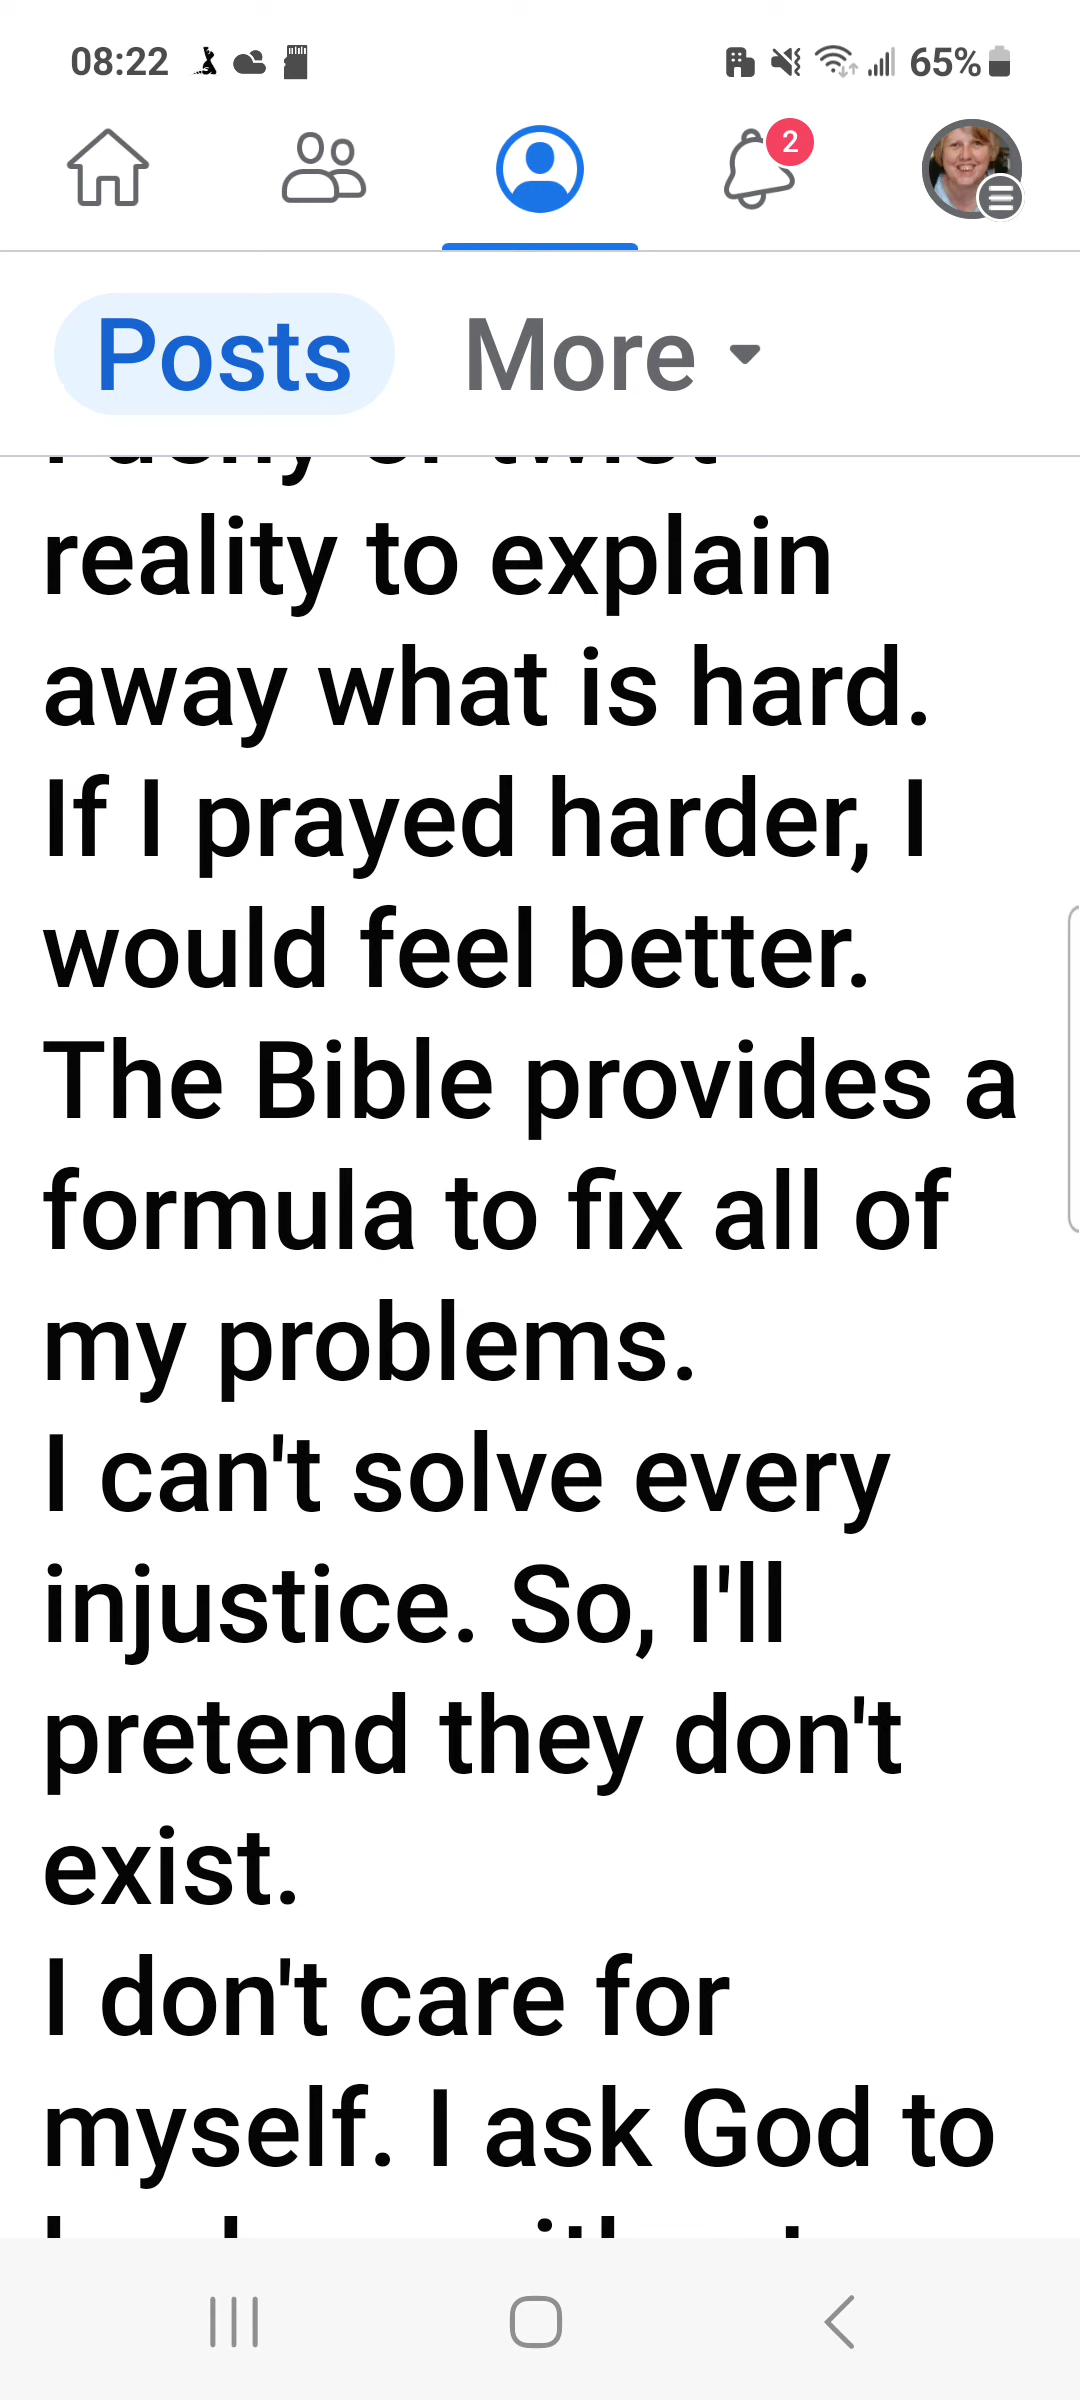 08:22
65%
2
Posts More
reality to explain
away what is hard.
If I prayed harder, I
would feel better.
The Bible provides a
formula to fix all of
my problems.
I can't solve every
injustice. So, I'll
pretend they don't
exist.
I don't care for
myself. I ask God to